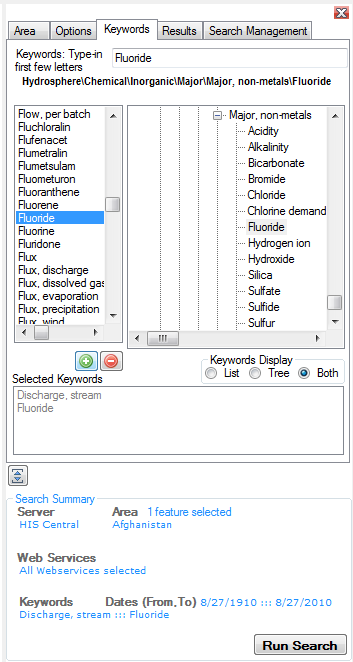 Area Options Keywords Results Search Management
Keywords: Type-in
first few letters
Fluoride
Hydrosphere\Chemical\Inorganic\Major\Major, non-metals\Fluoride
Flow, per batch
Fluchloralin
Flufenacet
Flumetralin
Flumetsulam
Fluometuron
Fluoranthene
Fluorene
Fluoride
Fluorine
Fluridone
Flux
Flux, discharge
Flux, dissolved gas
Flux, evaporation
Flux, precipitation
Flux, wind
Major, non-metals
Acidity
Alkalinity
Bicarbonate
Bromide
Chloride
Chlorine demand
Fluoride
Hydrogen ion
Hydroxide
Silica
Sulfate
Sulfide
Sulfur
Keywords Display
List Tree Both
Selected Keywords
Discharge, stream
Fluoride
Search Summary
Server Area 1 feature selected
HIS Central Afghanistan
Web Services
All Webservices selected
Keywords Dates (From,To) 8/27/1910 ::: 8/27/2010
Discharge, stream ::: Fluoride
Run Search